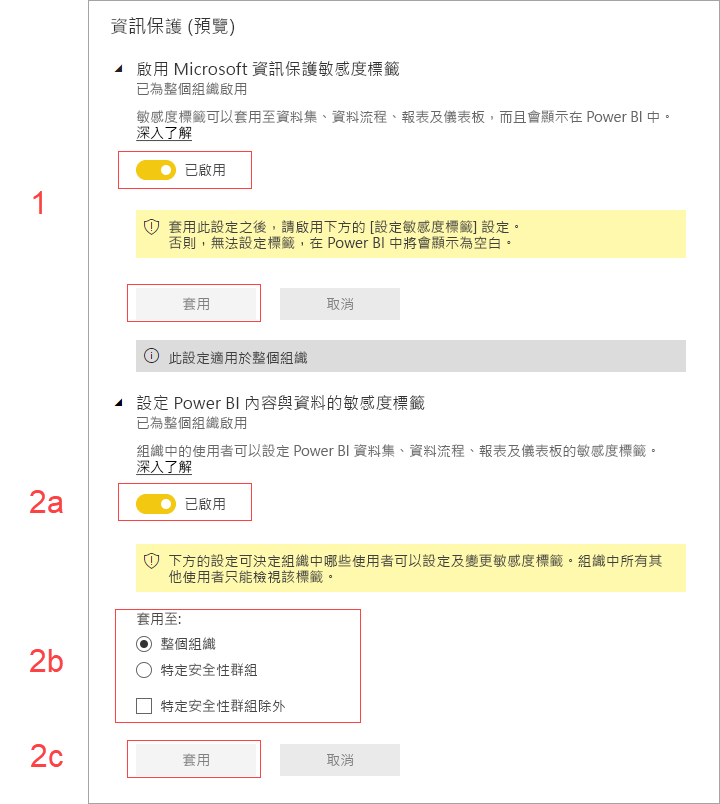 資訊保護 (預覽)
啟用 Microsoft 資訊保護敏感度標籤
已為整個組織啟用
敏感度標籤可以套用至資料集、資料流程、報表及儀表板，而且會顯示在 Power BI 中。
深入了解
已啟用
1
套用此設定之後，請啟用下方的 [設定敏感度標籤] 設定。
否則，無法設定標籤，在 Power BI 中將會顯示為空白。
套用 取消
此設定適用於整個組織
設定 Power BI 內容與資料的敏感度標籤
已為整個組織啟用
組織中的使用者可以設定 Power BI 資料集、資料流程、報表及儀表板的敏感度標籤。
深入了解
2a 已啟用
下方的設定可決定組織中哪些使用者可以設定及變更敏感度標籤。組織中所有其
他使用者只能檢視該標籤。
套用至:
整個組織
2b
特定安全性群組
特定安全性群組除外
2c 套用 取消